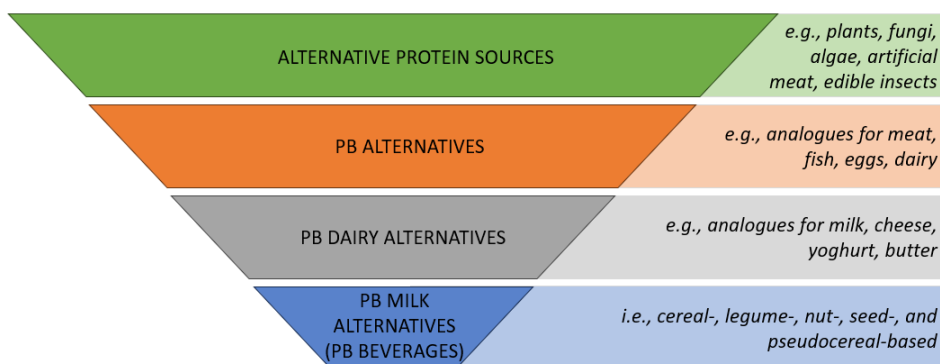 ALTERNATIVE PROTEIN SOURCES
e.g., plants, fungi,
algae, artificial
meat, edible insects
PB ALTERNATIVES
e.g., analogues for meat,
fish, eggs, dairy
PB DAIRY ALTERNATIVES
e.g., analogues for milk, cheese,
yoghurt, butter
PB MILK
ALTERNATIVES
(PB BEVERAGES)
i.e., cereal-, legume-, nut-, seed-, and
pseudocereal-based